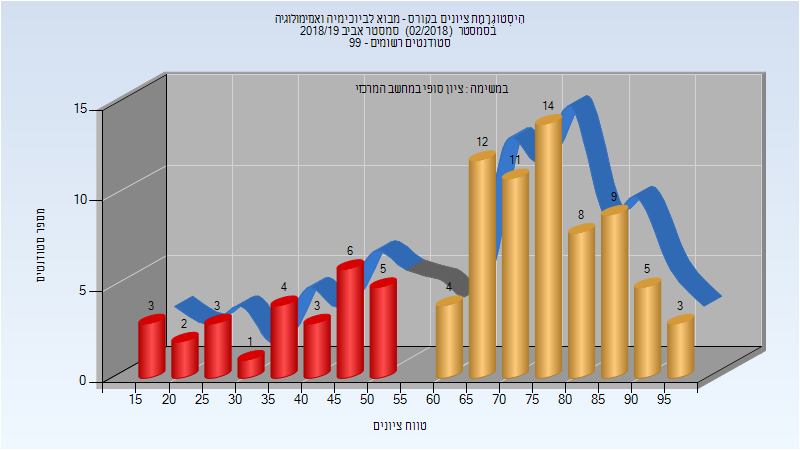 היסטוגרמת ציונים בקורס - מבוא לביוכימיה ואמימולוגיה
בסמסטר (02/2018) סמסטר אביב 2018/19
סטודנטים רשומים - 99
במשימה : ציון סופי במחשב המרכזי
מספר סטודנטים
15
10
5
0
3
2
3
1
4
3
6
5
4
12
11
14
8
9
5
3
15 20 25 30 35 40 45 50 55 60 65 70 75 80 85 90 95
טווח ציונים